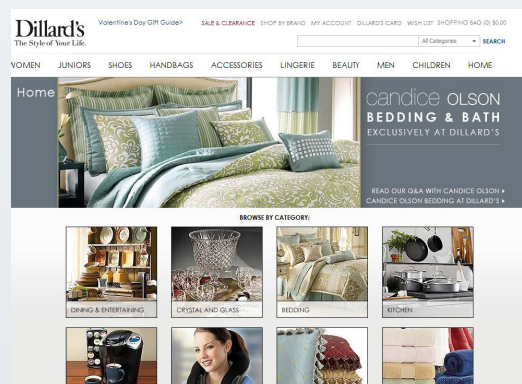 Dillard's
The Style of Your Life.
Valentine's Day Gift Guide>
SALE & CLEARANCE SHOP BY BRAND MY ACCOUNT DILLARD'S CARD WISH LIST SHOPPING BAG (0) $0.00
All Categories SEARCH
WOMEN JUNIORS SHOES HANDBAGS ACCESSORIES LINGERIE BEAUTY MEN CHILDREN HOME
Home
candice OLSON
BEDDING & BATH
EXCLUSIVELY AT DILLARD'S
READ OUR Q&A WITH CANDICE OLSON
CANDICE OLSON BEDDING AT DILLARD'S
BROWSE BY CATEGORY:
DINING & ENTERTAINING CRYSTAL AND GLASS BEDDING KITCHEN